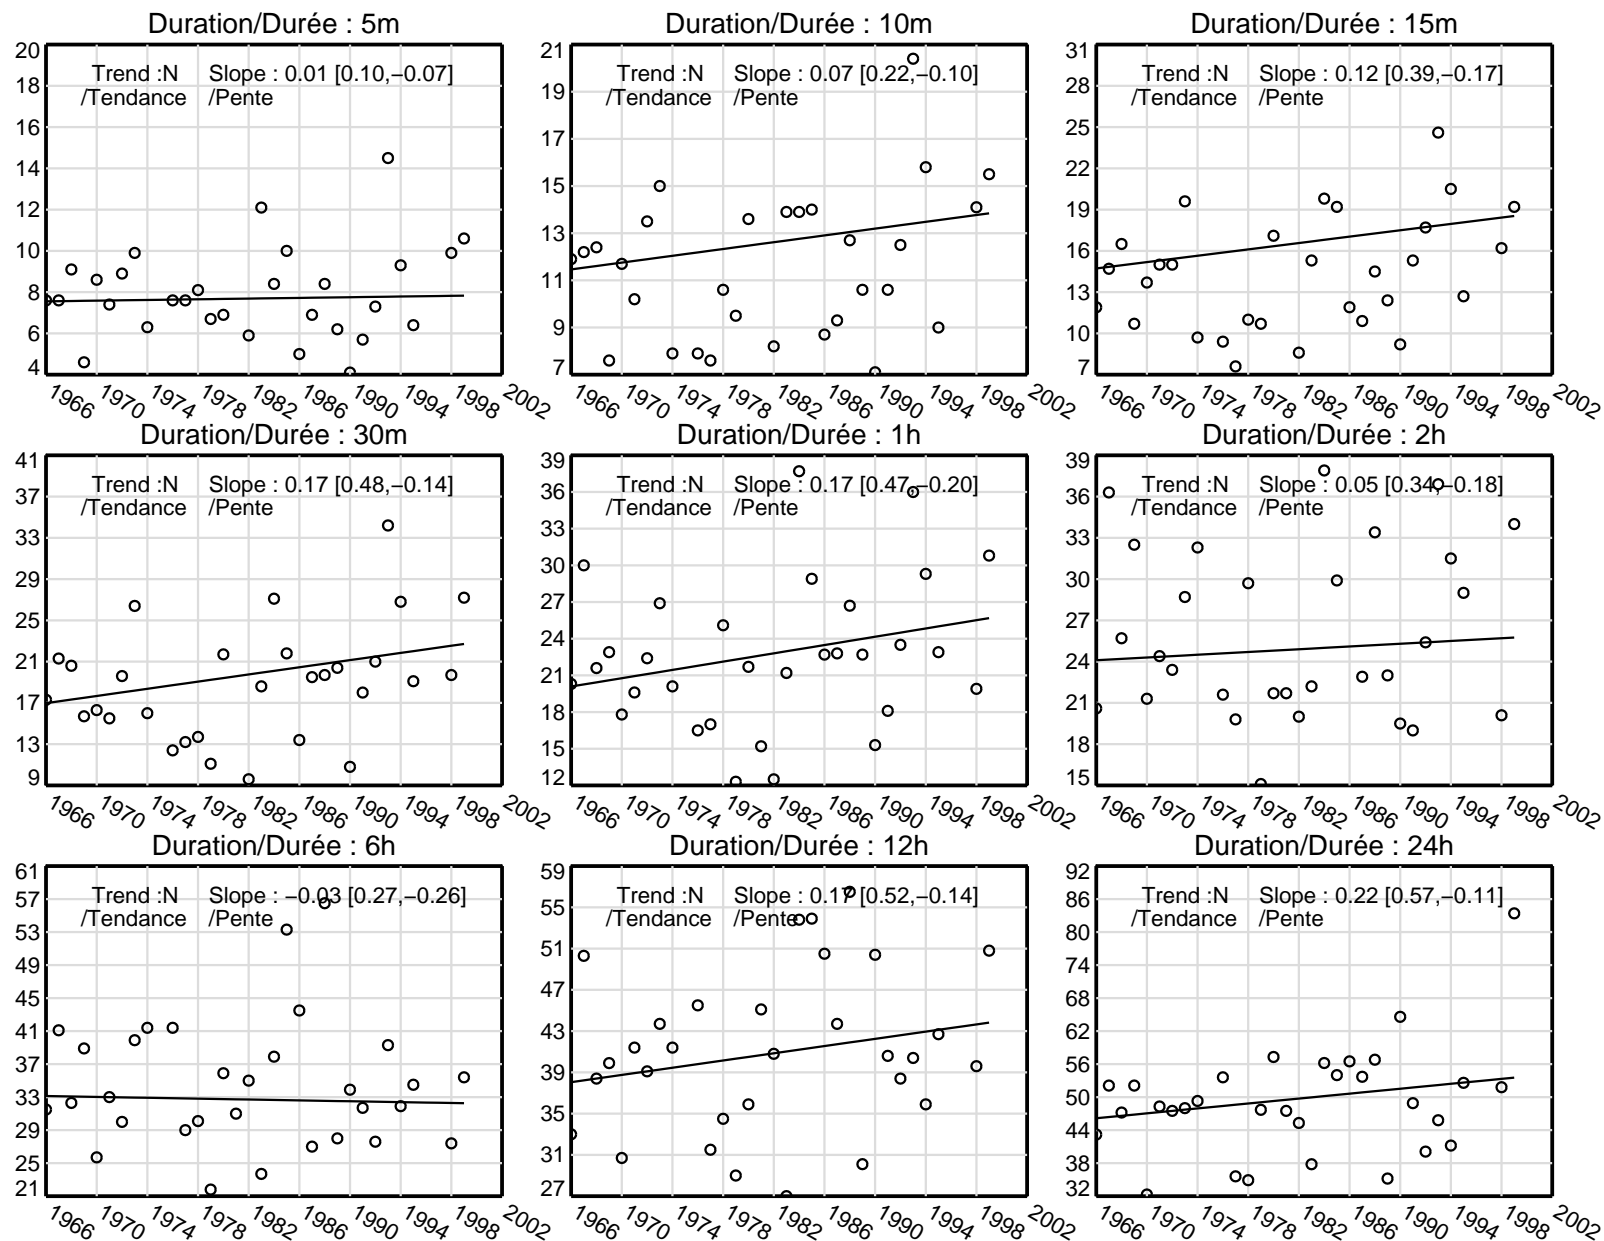 Duration/Durée : 5m
20
18
16
14
12
10
8
6
4
Trend :N Slope : 0.01 [0.10,−0.07]
/Tendance /Pente
1966 1970 1974 1978 1982 1986 1990 1994 1998 2002
Duration/Durée : 10m
21
19
17
15
13
11
9
7
Trend :N Slope : 0.07 [0.22,−0.10]
/Tendance /Pente
1966 1970 1974 1978 1982 1986 1990 1994 1998 2002
Duration/Durée : 15m
31
28
25
22
19
16
13
10
7
Trend :N Slope : 0.12 [0.39,−0.17]
/Tendance /Pente
1966 1970 1974 1978 1982 1986 1990 1994 1998 2002
Duration/Durée : 30m
41
37
33
29
25
21
17
13
9
Trend :N Slope : 0.17 [0.48,−0.14]
/Tendance /Pente
1966 1970 1974 1978 1982 1986 1990 1994 1998 2002
Duration/Durée : 1h
39
36
33
30
27
24
21
18
15
12
Trend :N Slope : 0.17 [0.47,−0.20]
/Tendance /Pente
1966 1970 1974 1978 1982 1986 1990 1994 1998 2002
Duration/Durée : 2h
39
36
33
30
27
24
21
18
15
Trend :N Slope : 0.05 [0.34,−0.18]
/Tendance /Pente
1966 1970 1974 1978 1982 1986 1990 1994 1998 2002
Duration/Durée : 6h
61
57
53
49
45
41
37
33
29
25
21
Trend :N Slope : −0.03 [0.27,−0.26]
/Tendance /Pente
1966 1970 1974 1978 1982 1986 1990 1994 1998 2002
Duration/Durée : 12h
59
55
51
47
43
39
35
31
27
Trend :N Slope : 0.17 [0.52,−0.14]
/Tendance /Pente
1966 1970 1974 1978 1982 1986 1990 1994 1998 2002
Duration/Durée : 24h
92
86
80
74
68
62
56
50
44
38
32
Trend :N Slope : 0.22 [0.57,−0.11]
/Tendance /Pente
1966 1970 1974 1978 1982 1986 1990 1994 1998 2002